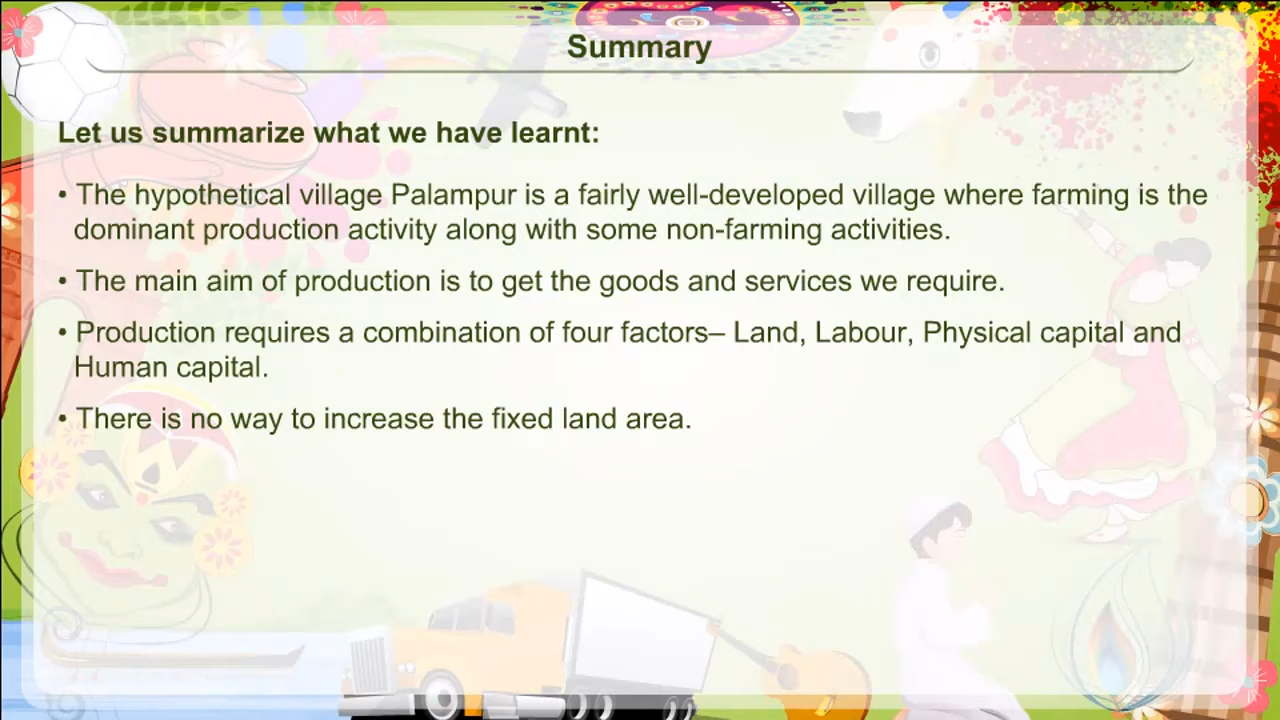 Summary
Let us summarize what we have learnt:
• The hypothetical village Palampur is a fairly well-developed village where farming is the
dominant production activity along with some non-farming activities.
• The main aim of production is to get the goods and services we require.
• Production requires a combination of four factors– Land, Labour, Physical capital and
Human capital.
• There is no way to increase the fixed land area.